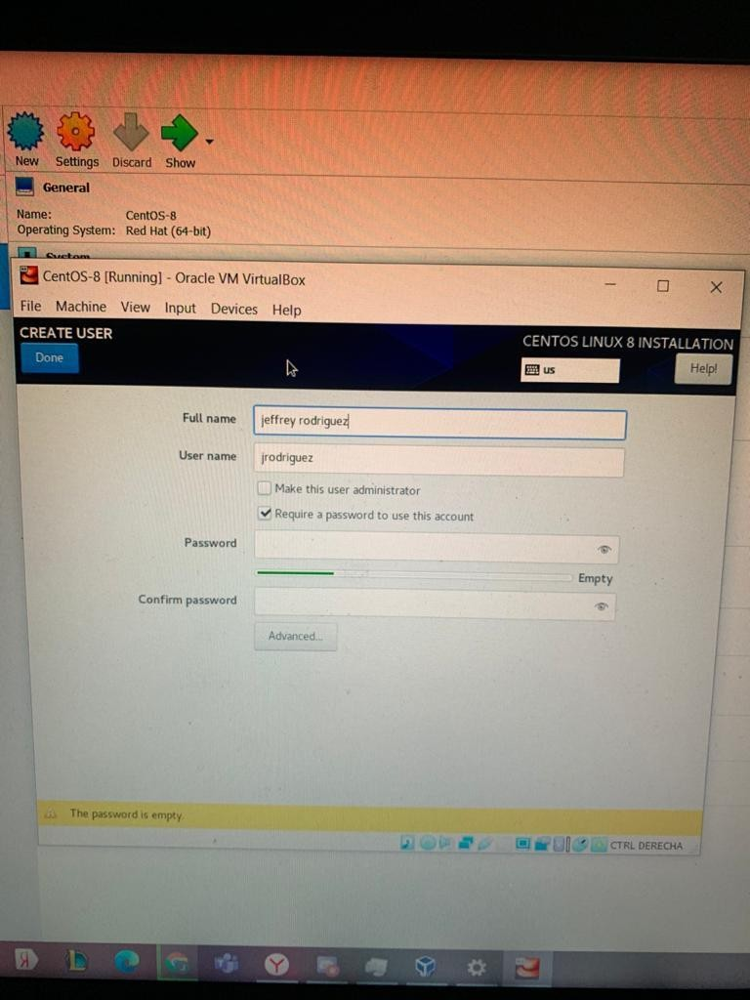 New Settings Discard Show
General
Name: CentOS-8
Operating System: Red Hat (64-bit)
System
CentOS-8 [Running] - Oracle VM VirtualBox
File Machine View Input Devices Help
CREATE USER
CENTOS LINUX 8 INSTALLATION
Done
us
Help!
Full name jeffrey rodriguez
User name jrodriguez
Make this user administrator
Require a password to use this account
Password
Empty
Confirm password
Advanced...
The password is empty.
CTRL DERECHA